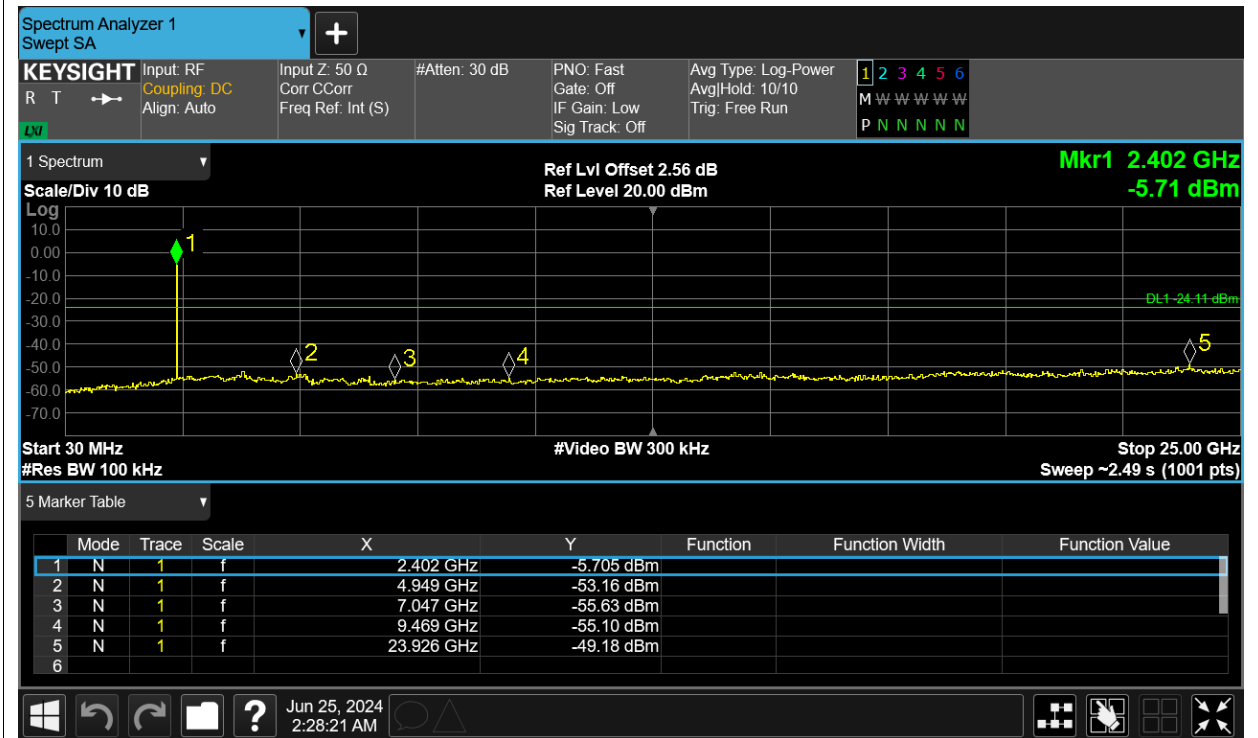 Spectrum Analyzer 1
Swept SA
+
KEYSIGHT
R T
LXI
Input: RF
Coupling: DC
Align: Auto
Input Z: 50 Ω
Corr CCorr
Freq Ref: Int (S)
#Atten: 30 dB
PNO: Fast
Gate: Off
IF Gain: Low
Sig Track: Off
Avg Type: Log-Power
Avg|Hold: 10/10
Trig: Free Run
1 2 3 4 5 6
M W W W W W
P N N N N N
1 Spectrum
Scale/Div 10 dB
Ref Lvl Offset 2.56 dB
Ref Level 20.00 dBm
Mkr1 2.402 GHz
-5.71 dBm
Log
10.0
0.00
-10.0
-20.0
-30.0
-40.0
-50.0
-60.0
-70.0
1
2
3
4
5
DL1 -24.11 dBm
Start 30 MHz
#Res BW 100 kHz
#Video BW 300 kHz
Stop 25.00 GHz
Sweep ~2.49 s (1001 pts)
5 Marker Table
Mode Trace Scale X Y Function Function Width Function Value
1 N 1 f 2.402 GHz -5.705 dBm
2 N 1 f 4.949 GHz -53.16 dBm
3 N 1 f 7.047 GHz -55.63 dBm
4 N 1 f 9.469 GHz -55.10 dBm
5 N 1 f 23.926 GHz -49.18 dBm
6
?
Jun 25, 2024
2:28:21 AM